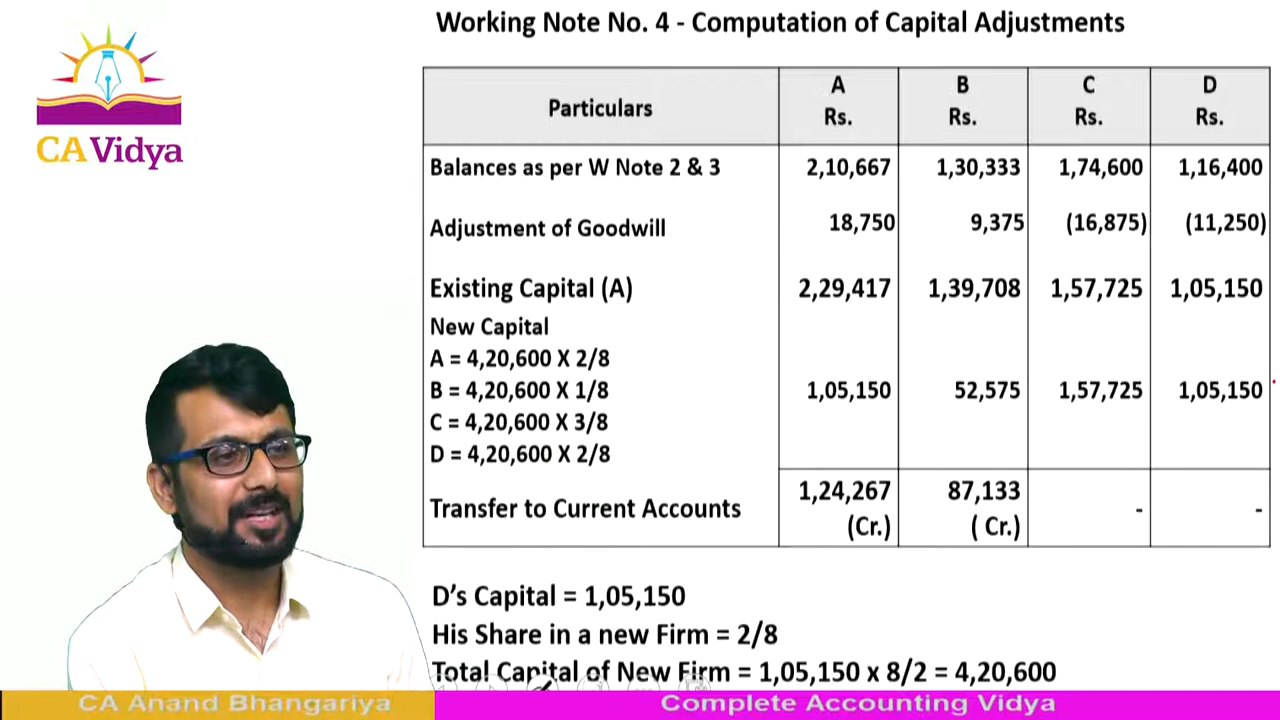 Working Note No. 4 - Computation of Capital Adjustments
CA Vidya
Particulars A Rs. B Rs. C Rs. D Rs.
Balances as per W Note 2 & 3 2,10,667 1,30,333 1,74,600 1,16,400
Adjustment of Goodwill 18,750 9,375 (16,875) (11,250)
Existing Capital (A) 2,29,417 1,39,708 1,57,725 1,05,150
New Capital
A = 4,20,600 X 2/8
B = 4,20,600 X 1/8 1,05,150 52,575 1,57,725 1,05,150
C = 4,20,600 X 3/8
D = 4,20,600 X 2/8
Transfer to Current Accounts 1,24,267 (Cr.) 87,133 ( Cr.) - -
D’s Capital = 1,05,150
His Share in a new Firm = 2/8
Total Capital of New Firm = 1,05,150 x 8/2 = 4,20,600
CA Anand Bhangariya Complete Accounting Vidya